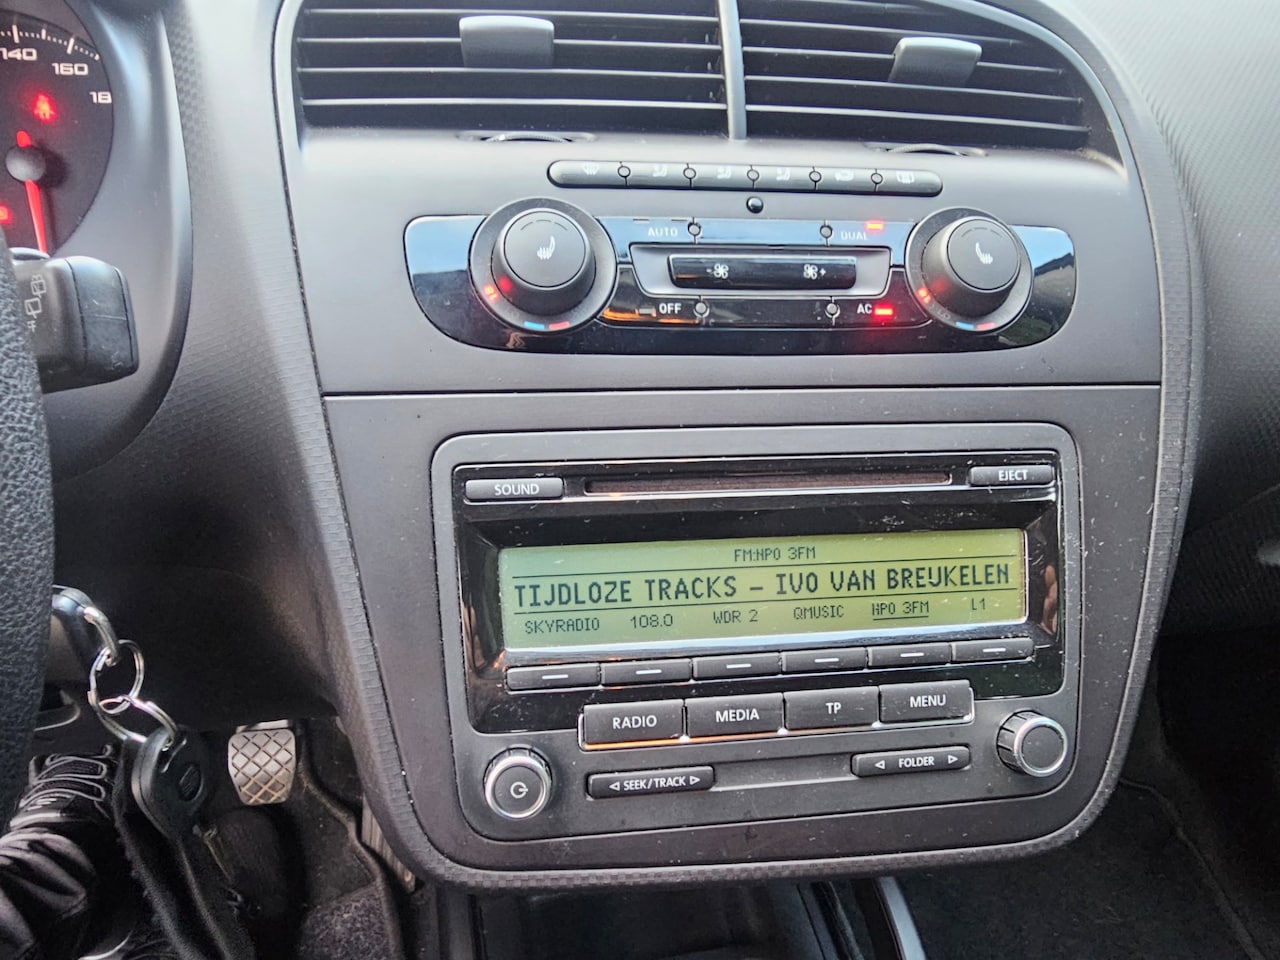 140
160
18
AUTO
DUAL
OFF
AC
SOUND
EJECT
FM:NPO 3FM
TIJDLOZE TRACKS - IVO VAN BREUKELEN
SKYRADIO 108.0 WDR 2 QMUSIC NPO 3FM L1
RADIO
MEDIA
TP
MENU
SEEK/TRACK
FOLDER